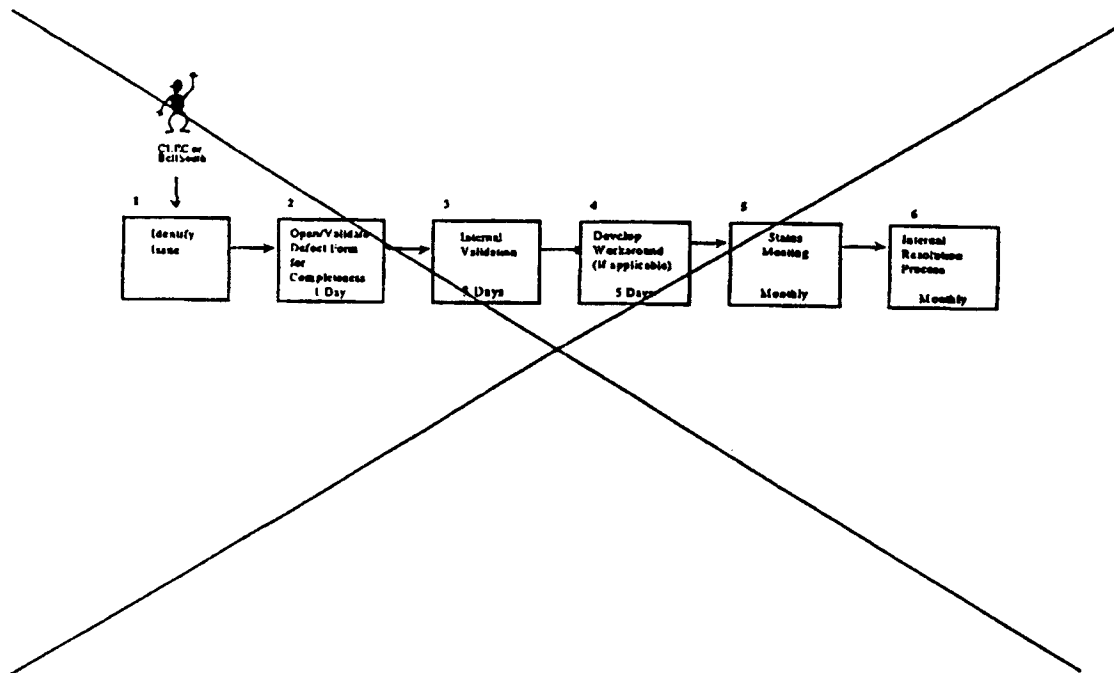 CLEC or
BellSouth
1
Identify
Issue
2
Open/Validate
Defect Form
for
Completeness
1 Day
3
Internal
Validation
Days
4
Develop
Workaround
(If applicable)
5 Days
5
Status
Meeting
Monthly
6
Internal
Resolution
Process
Monthly